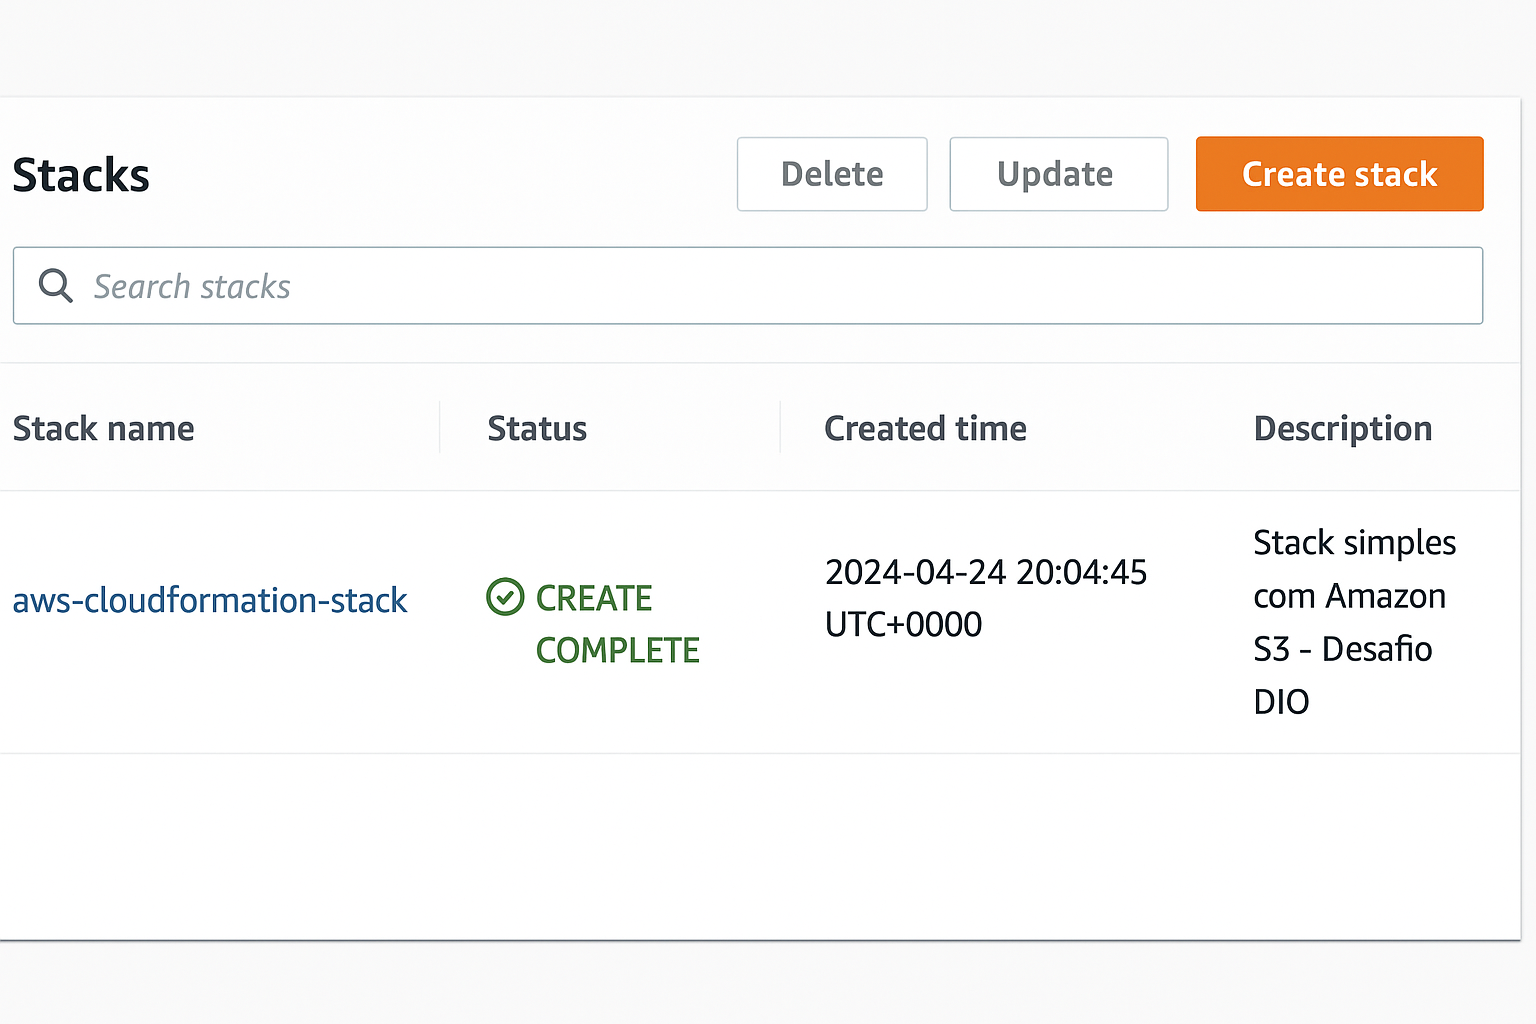 Stacks
Delete
Update
Create stack
Search stacks
Stack name
Status
Created time
Description
aws-cloudformation-stack
CREATE
COMPLETE
2024-04-24 20:04:45
UTC+0000
Stack simples
com Amazon
S3 - Desafio
DIO